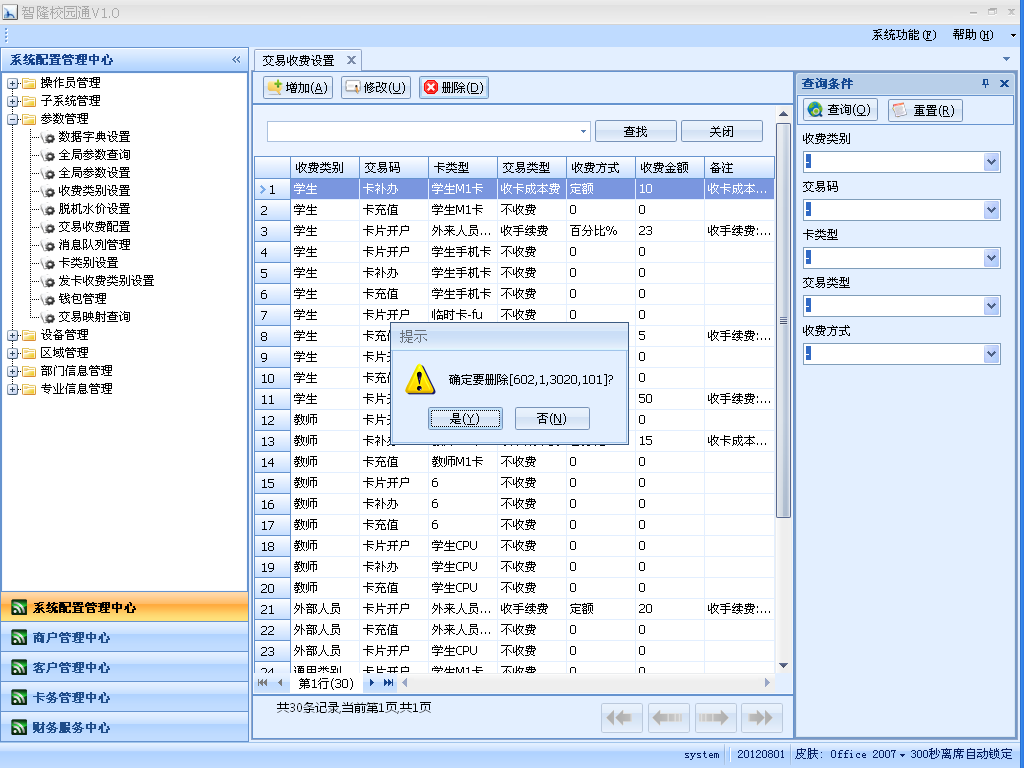 智隆校园通V1.0
系统功能(F) 帮助(H)
系统配置管理中心
操作员管理
子系统管理
参数管理
数据字典设置
全局参数查询
全局参数设置
收费类别设置
脱机水价设置
交易收费配置
消息队列管理
卡类别设置
发卡收费类别设置
钱包管理
交易映射查询
设备管理
区域管理
部门信息管理
专业信息管理
系统配置管理中心
商户管理中心
客户管理中心
卡务管理中心
财务服务中心
交易收费设置
增加(A) 修改(U) 删除(D)
查找 关闭
收费类别 交易码 卡类型 交易类型 收费方式 收费金额 备注
1 学生 卡补办 学生M1卡 收卡成本费 定额 10 收卡成本...
2 学生 卡充值 学生M1卡 不收费 0 0
3 学生 卡片开户 外来人员... 收手续费 百分比% 23 收手续费:...
4 学生 卡片开户 学生手机卡 不收费 0 0
5 学生 卡补办 学生手机卡 不收费 0 0
6 学生 卡充值 学生手机卡 不收费 0 0
7 学生 卡片开户 临时卡-fu 不收费 0 0
8 学生 卡充 5 收手续费:...
9 学生 卡片 0
10 学生 卡充 0
11 学生 卡片 50 收手续费:...
12 教师 卡片 0
13 教师 卡补 15 收卡成本...
14 教师 卡充值 教师M1卡 不收费 0 0
15 教师 卡片开户 6 不收费 0 0
16 教师 卡补办 6 不收费 0 0
17 教师 卡充值 6 不收费 0 0
18 教师 卡片开户 学生CPU 不收费 0 0
19 教师 卡补办 学生CPU 不收费 0 0
20 教师 卡充值 学生CPU 不收费 0 0
21 外部人员 卡片开户 外来人员... 收手续费 定额 20 收手续费:...
22 外部人员 卡充值 外来人员... 不收费 0 0
23 外部人员 卡片开户 学生CPU 不收费 0 0
24 通用类别 卡片开户 学生M1卡 不收费 0 0
第1行(30)
共30条记录,当前第1页,共1页
提示
确定要删除[602,1,3020,101]?
是(Y) 否(N)
查询条件
查询(Q) 重置(R)
收费类别
交易码
卡类型
交易类型
收费方式
system 20120801 皮肤: Office 2007 300秒离席自动锁定